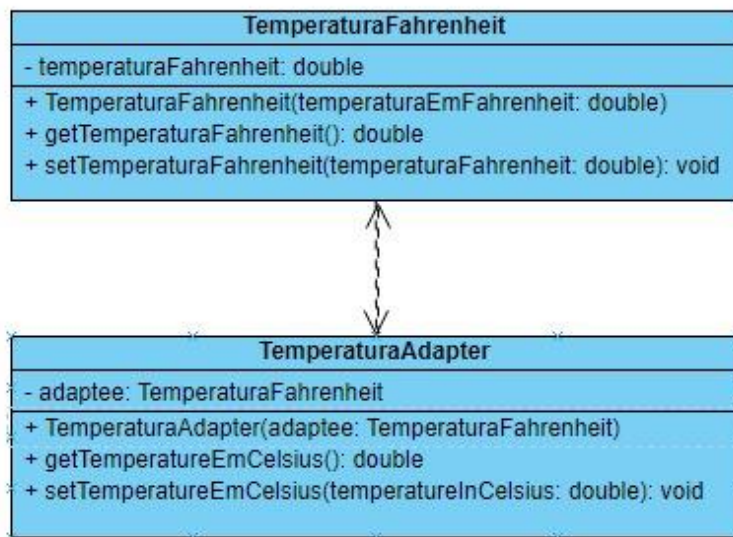 TemperaturaFahrenheit
- temperaturaFahrenheit: double
+ TemperaturaFahrenheit(temperaturaEmFahrenheit: double)
+ getTemperaturaFahrenheit(): double
+ setTemperaturaFahrenheit(temperaturaFahrenheit: double): void
TemperaturaAdapter
- adaptee: TemperaturaFahrenheit
+ TemperaturaAdapter(adaptee: TemperaturaFahrenheit)
+ getTemperatureEmCelsius(): double
+ setTemperatureEmCelsius(temperatureInCelsius: double): void